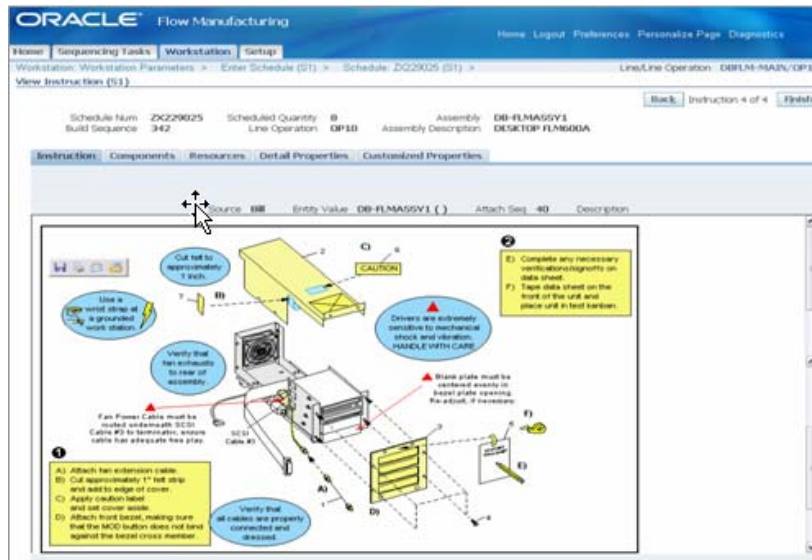 ORACLE Flow Manufacturing
Home Logout Preferences Personalize Page Diagnostics
Home Sequencing Tasks Workstation Setup
Workstation: Workstation Parameters > Enter Schedule (S1) > Schedule: ZX229025 (S1) > Line/Line Operation DBFLM-MAIN/OP1
View Instruction (S1)
Back Instruction 4 of 4 Finish
Schedule Num ZX229025 Scheduled Quantity 8 Assembly DB-FLMASSY1
Build Sequence 342 Line Operation OP10 Assembly Description DESKTOP FLM600A
Instruction Components Resources Detail Properties Customized Properties
Source Bill Entity Value DB-FLMASSY1 ( ) Attach Seq 40 Description
Cut felt to
approximately
1 inch.
2
C)
6
CAUTION
2
E) Complete any necessary
verifications/signoffs on
data sheet.
F) Tape data sheet on the
front of the unit and
place unit in test kanban.
Use a
wrist strap at
a grounded
work station.
7
B)
Drivers are extremely
sensitive to mechanical
shock and vibration.
HANDLE WITH CARE
Verify that
fan exhausts
to rear of
assembly.
Blank plate must be
centered evenly in
bezel plate opening.
Re-adjust, if necessary
Fan Power Cable must be
routed underneath SCSI
Cable #3 to terminator, ensure
cable has adequate free play.
SCSI
Cable #3
3
F)
E)
1
A) Attach fan extension cable.
B) Cut approximately 1" felt strip
and add to edge of cover.
C) Apply caution label
and set cover aside.
D) Attach front bezel, making sure
that the MOD button does not bind
against the bezel cross member.
A)
1
Verify that
all cables are properly
connected and
dressed.
D)
4